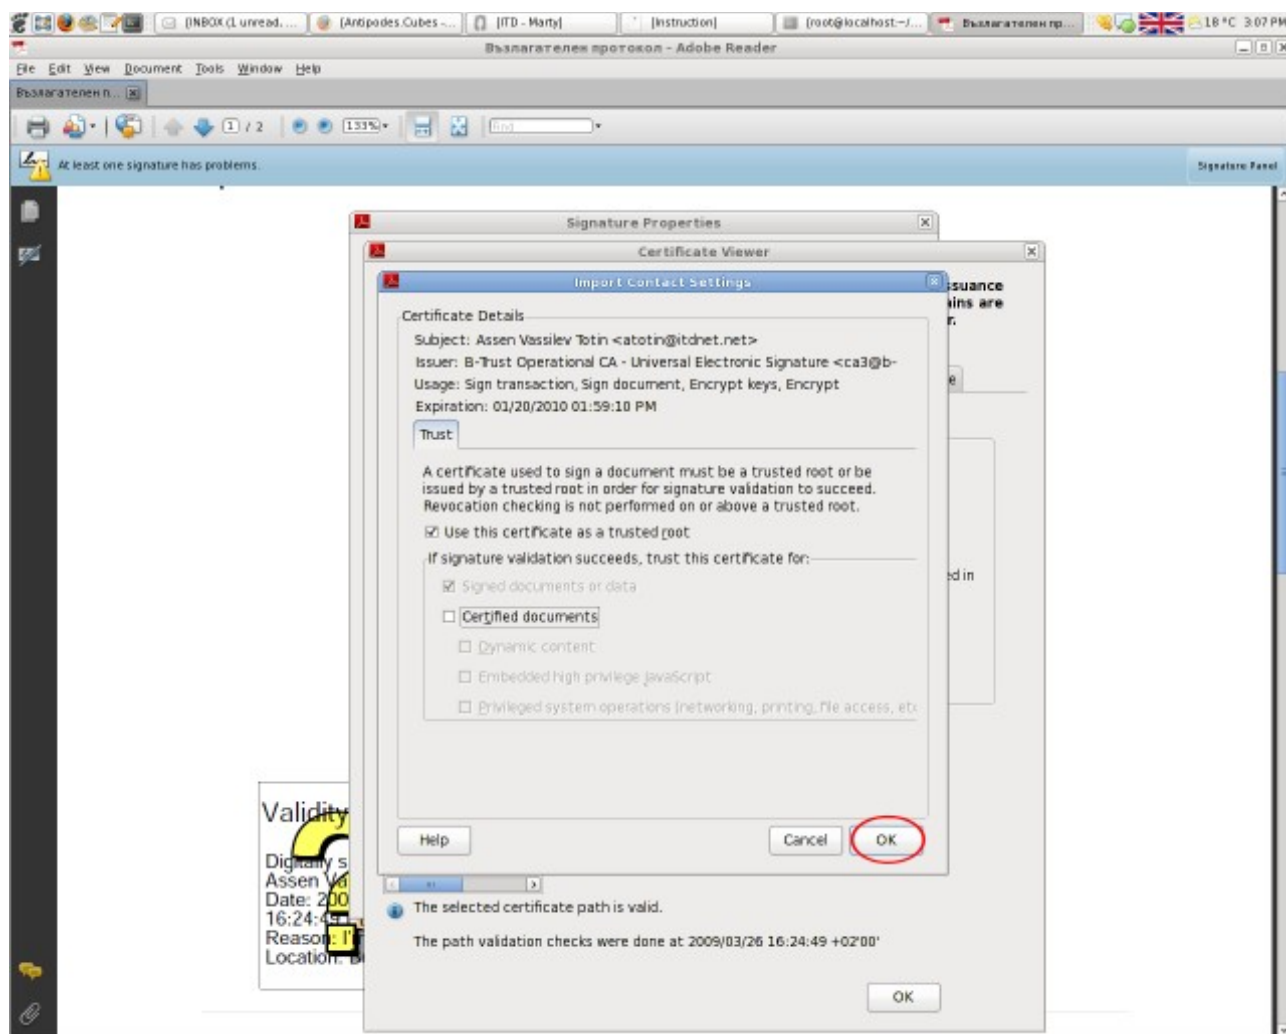 (INBOX (1 unread, ...
(Antipodes.Cubes -...
[ITD - Marty]
[Instruction]
[root@localhost:~/...
Възлагателен пр...
18 °C 3:07 PM
Възлагателен протокол - Adobe Reader
File Edit View Document Tools Window Help
Възлагателен п...
1 / 2 133% Find
At least one signature has problems.
Signature Panel
Signature Properties
Certificate Viewer
Import Contact Settings
ssuance
ains are
r.
Certificate Details
Subject: Assen Vassilev Totin <atotin@itdnet.net>
Issuer: B-Trust Operational CA - Universal Electronic Signature <ca3@b-
Usage: Sign transaction, Sign document, Encrypt keys, Encrypt
e
Expiration: 01/20/2010 01:59:10 PM
Trust
A certificate used to sign a document must be a trusted root or be
issued by a trusted root in order for signature validation to succeed.
Revocation checking is not performed on or above a trusted root.
Use this certificate as a trusted root
If signature validation succeeds, trust this certificate for:
ed in
Signed documents or data
Certified documents
Dynamic content
Embedded high privilege JavaScript
Privileged system operations (networking, printing, file access, etc
Help Cancel OK
Validity
Digitally s
Assen Va
Date: 200
16:24:49
Reason: I'
Location:
The selected certificate path is valid.
The path validation checks were done at 2009/03/26 16:24:49 +02'00'
OK